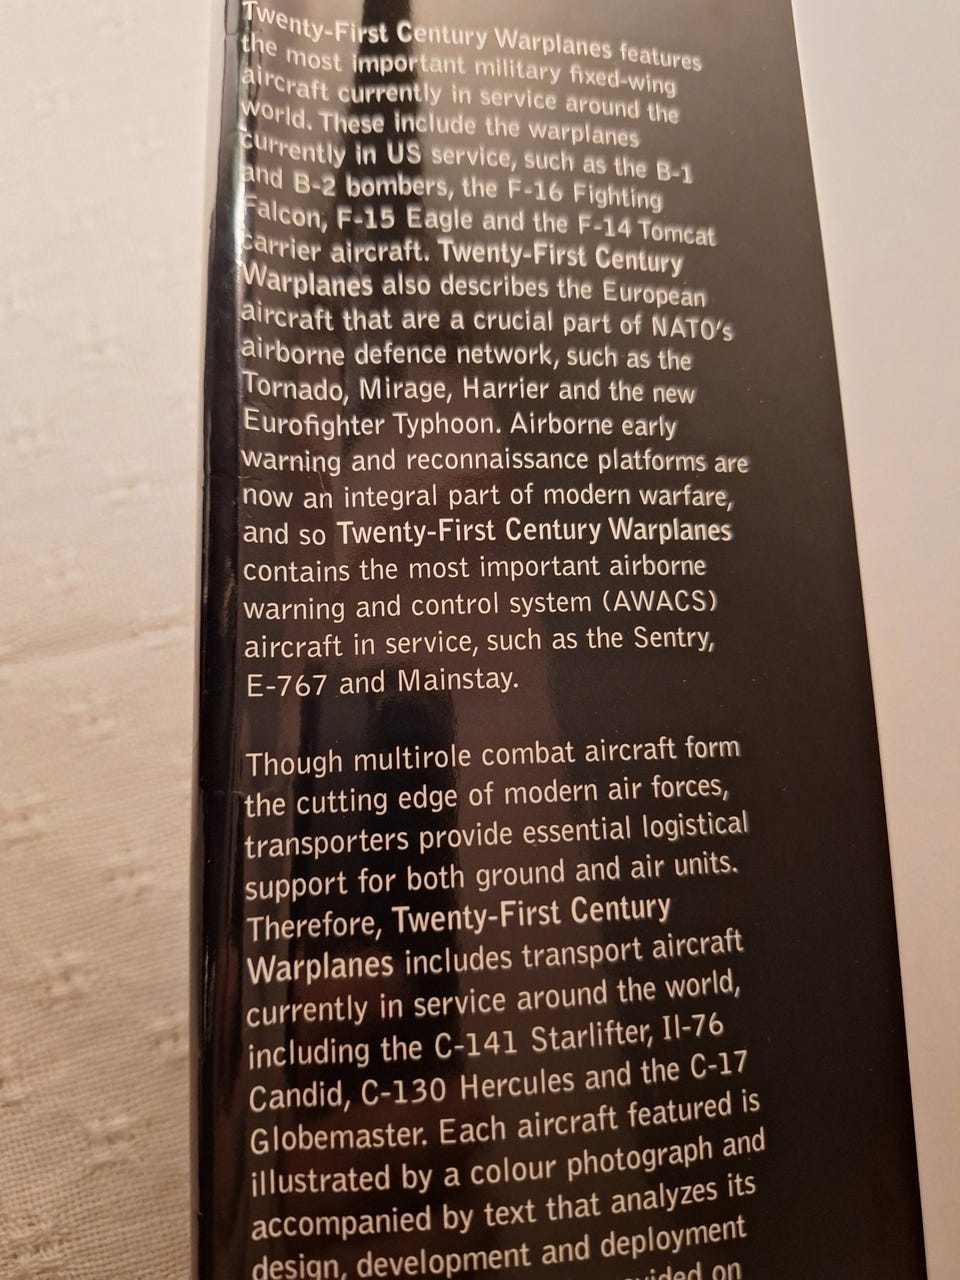 Twenty-First Century Warplanes features
the most important military fixed-wing
aircraft currently in service around the
world. These include the warplanes
currently in US service, such as the B-1
and B-2 bombers, the F-16 Fighting
Falcon, F-15 Eagle and the F-14 Tomcat
carrier aircraft. Twenty-First Century
Warplanes also describes the European
aircraft that are a crucial part of NATO's
airborne defence network, such as the
Tornado, Mirage, Harrier and the new
Eurofighter Typhoon. Airborne early
warning and reconnaissance platforms are
now an integral part of modern warfare,
and so Twenty-First Century Warplanes
contains the most important airborne
warning and control system (AWACS)
aircraft in service, such as the Sentry,
E-767 and Mainstay.
Though multirole combat aircraft form
the cutting edge of modern air forces,
transporters provide essential logistical
support for both ground and air units.
Therefore, Twenty-First Century
Warplanes includes transport aircraft
currently in service around the world,
including the C-141 Starlifter, Il-76
Candid, C-130 Hercules and the C-17
Globemaster. Each aircraft featured is
illustrated by a colour photograph and
accompanied by text that analyzes its
design, development and deployment
on